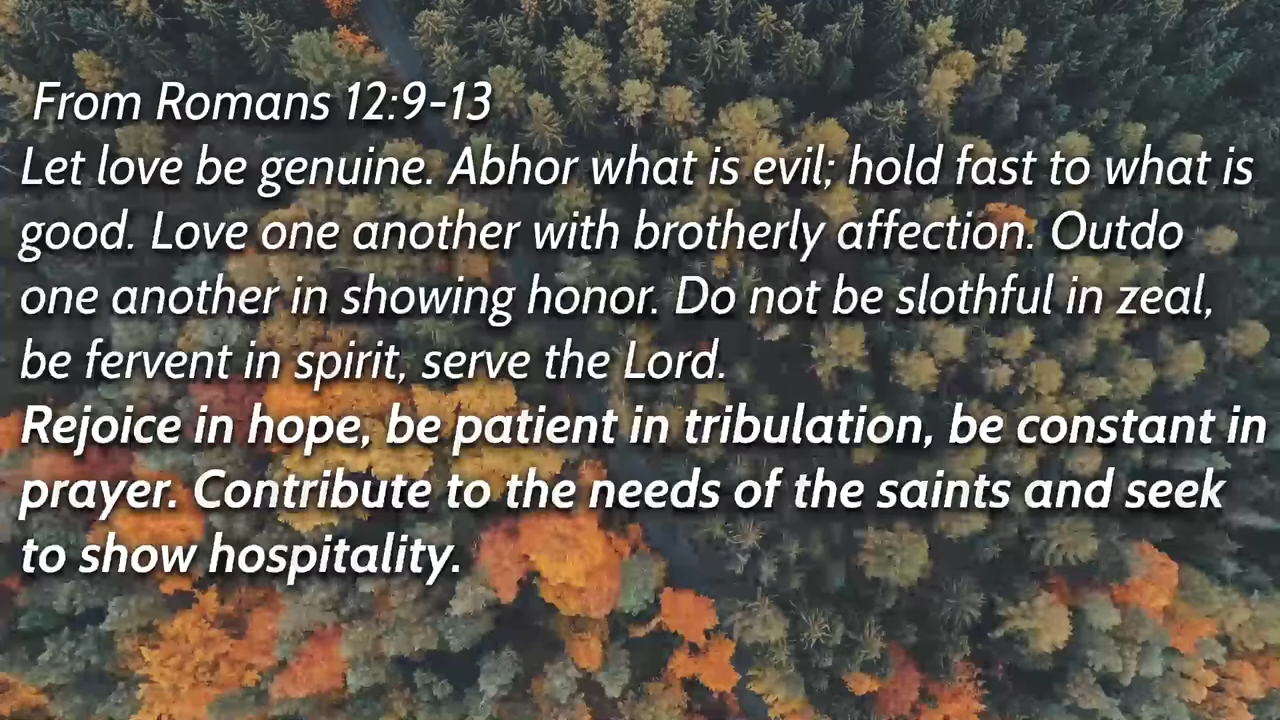 From Romans 12:9-13
Let love be genuine. Abhor what is evil; hold fast to what is
good. Love one another with brotherly affection. Outdo
one another in showing honor. Do not be slothful in zeal,
be fervent in spirit, serve the Lord.
Rejoice in hope, be patient in tribulation, be constant in
prayer. Contribute to the needs of the saints and seek
to show hospitality.